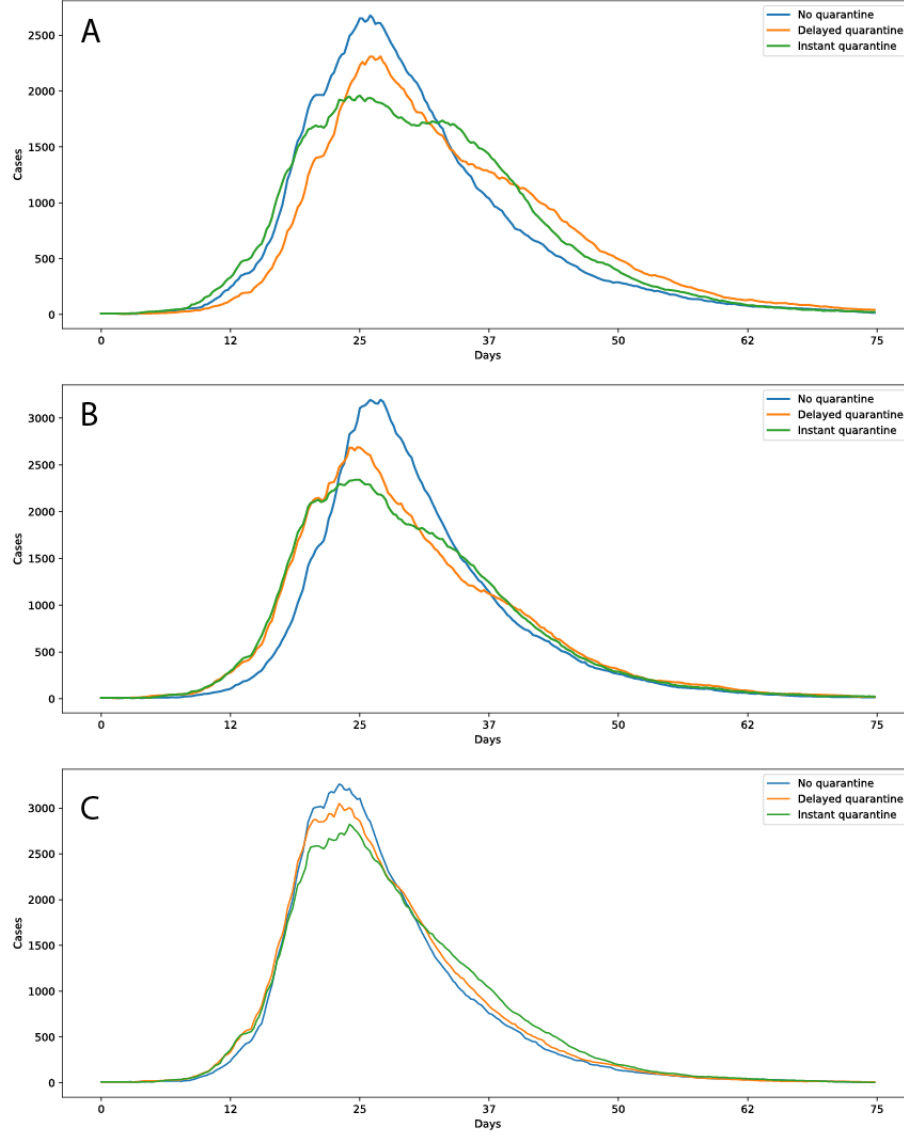 A
No quarantine
Delayed quarantine
Instant quarantine
2500
2000
1500
1000
500
0
Cases
0 12 25 37 50 62 75
Days
B
No quarantine
Delayed quarantine
Instant quarantine
3000
2500
2000
1500
1000
500
0
Cases
0 12 25 37 50 62 75
Days
C
No quarantine
Delayed quarantine
Instant quarantine
3000
2500
2000
1500
1000
500
0
Cases
0 12 25 37 50 62 75
Days